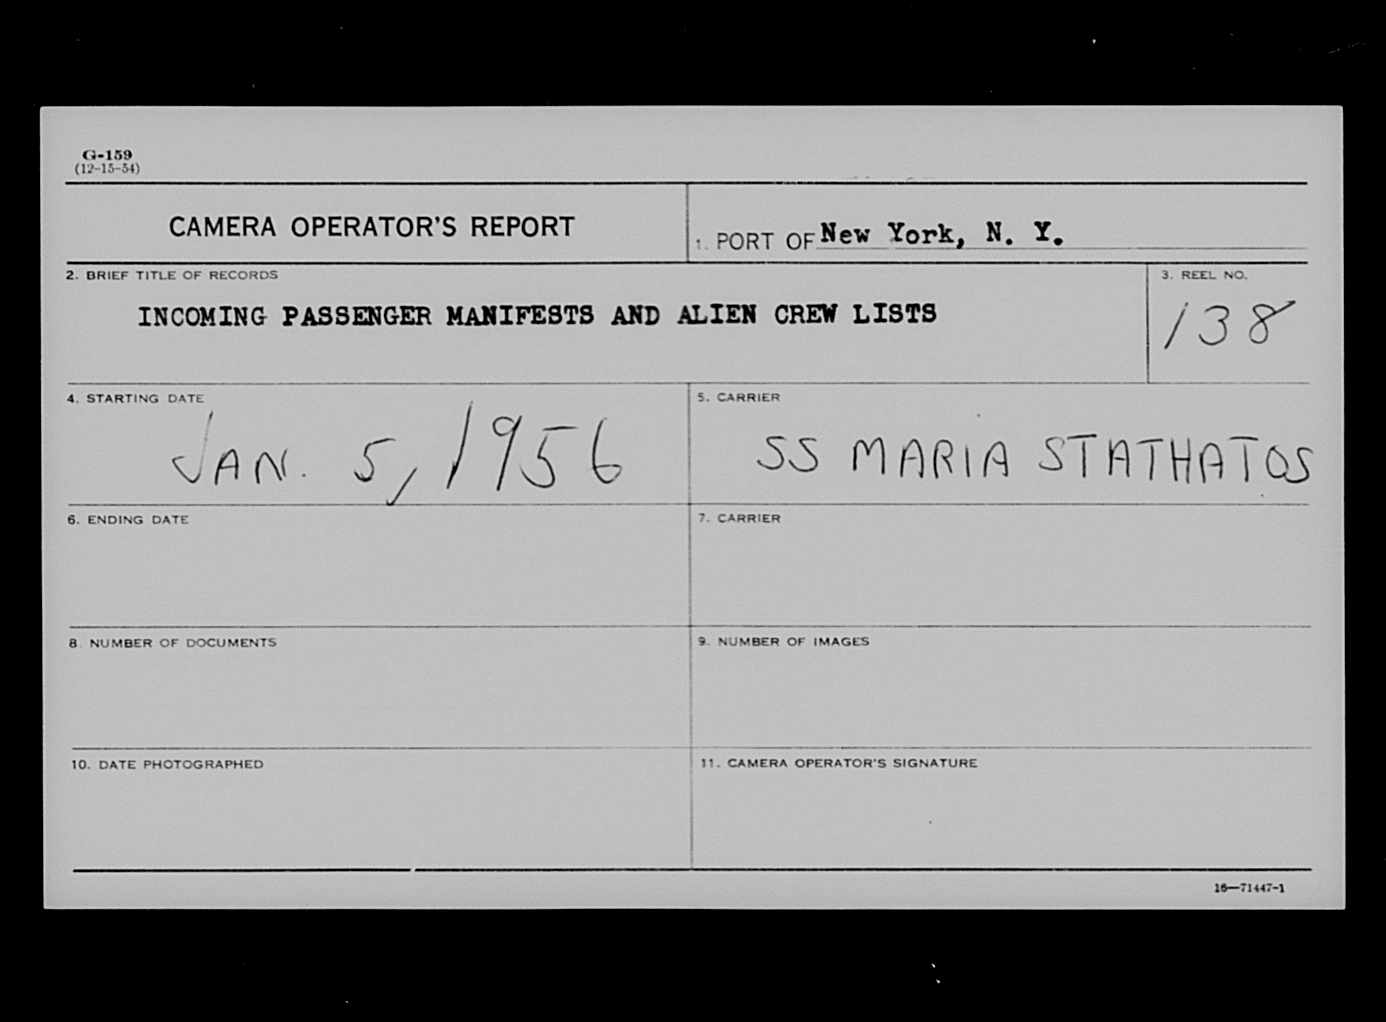 G-159
(12-15-54)
CAMERA OPERATOR'S REPORT
1. PORT OF New York, N. Y.
2. BRIEF TITLE OF RECORDS
INCOMING PASSENGER MANIFESTS AND ALIEN CREW LISTS
3. REEL NO.
138
4. STARTING DATE
JAN. 5, 1956
5. CARRIER
SS MARIA STATHATOS
6. ENDING DATE
7. CARRIER
8. NUMBER OF DOCUMENTS
9. NUMBER OF IMAGES
10. DATE PHOTOGRAPHED
11. CAMERA OPERATOR'S SIGNATURE
16—71447-1